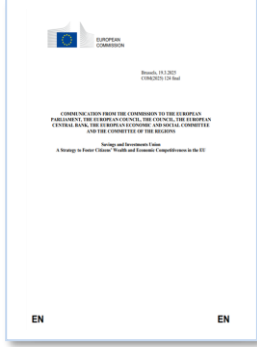 EUROPEAN
COMMISSION
Brussels, 19.3.2025
COM(2025) 124 final
COMMUNICATION FROM THE COMMISSION TO THE EUROPEAN
PARLIAMENT, THE EUROPEAN COUNCIL, THE COUNCIL, THE EUROPEAN
CENTRAL BANK, THE EUROPEAN ECONOMIC AND SOCIAL COMMITTEE
AND THE COMMITTEE OF THE REGIONS
Savings and Investments Union
A Strategy to Foster Citizens' Wealth and Economic Competitiveness in the EU
EN
EN